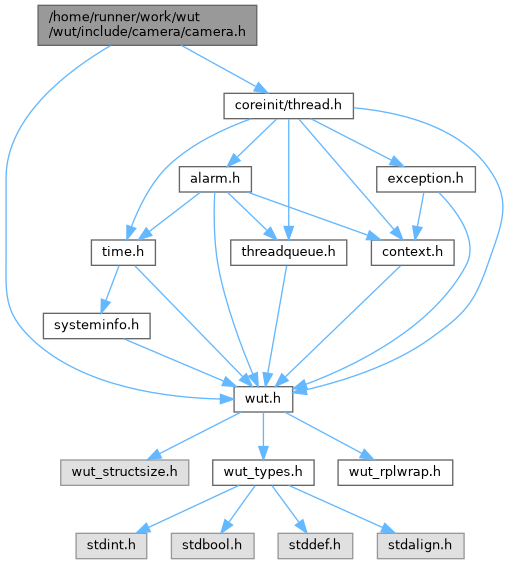 /home/runner/work/wut
/wut/include/camera/camera.h
coreinit/thread.h
alarm.h
exception.h
time.h
threadqueue.h
context.h
systeminfo.h
wut.h
wut_structsize.h
wut_types.h
wut_rplwrap.h
stdint.h
stdbool.h
stddef.h
stdalign.h